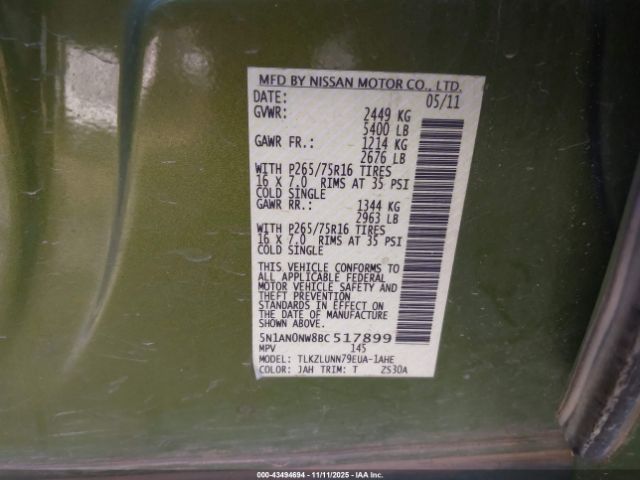 MFD BY NISSAN MOTOR CO., LTD.
DATE: 05/11
GVWR: 2449 KG
5400 LB
GAWR FR.: 1214 KG
2676 LB
WITH P265/75R16 TIRES
16 X 7.0 RIMS AT 35 PSI
COLD SINGLE
GAWR RR.: 1344 KG
2963 LB
WITH P265/75R16 TIRES
16 X 7.0 RIMS AT 35 PSI
COLD SINGLE
THIS VEHICLE CONFORMS TO
ALL APPLICABLE FEDERAL
MOTOR VEHICLE SAFETY AND
THEFT PREVENTION
STANDARDS IN EFFECT ON
THE DATE OF MANUFACTURE
SHOWN ABOVE.
5N1AN0NW8BC517899
MPV 145
MODEL: TLKZLUNN79EUA-1AHE
COLOR: JAH TRIM: T ZS30A
000-43494694 - 11/11/2025 - IAA Inc.